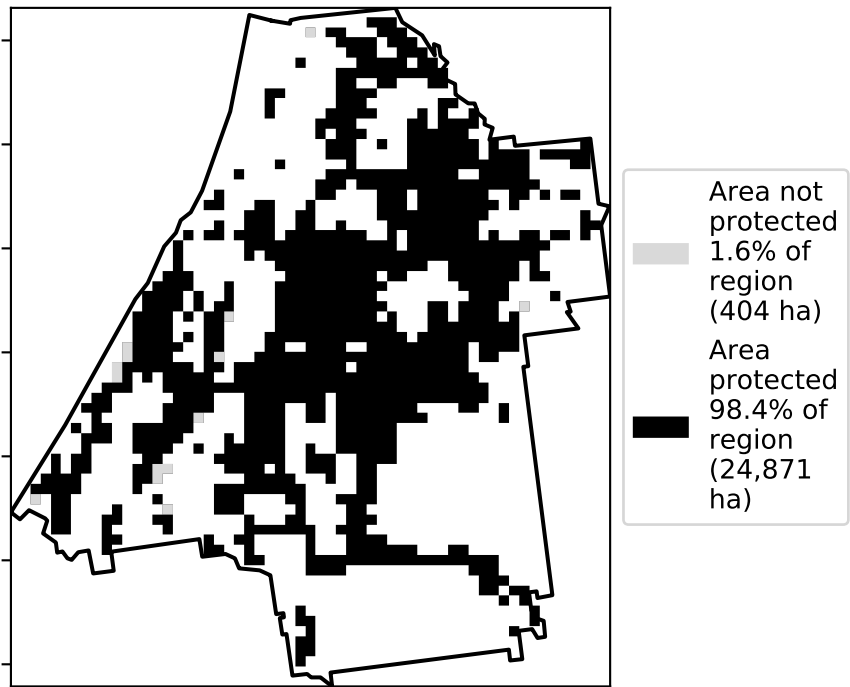 Area not
protected
1.6% of
region
(404 ha)
Area
protected
98.4% of
region
(24,871
ha)